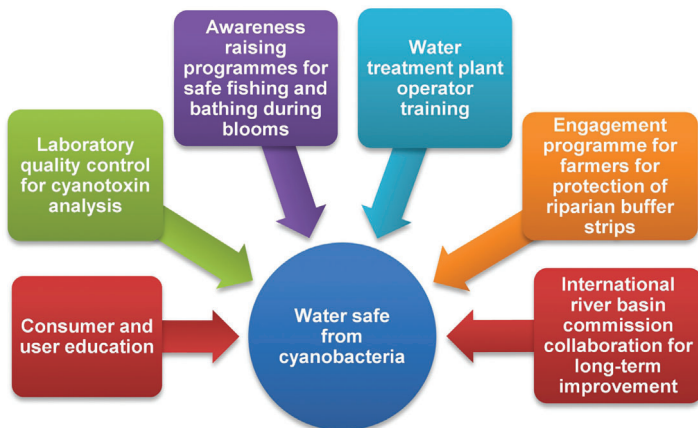 Awareness
raising
programmes for
safe fishing and
bathing during
blooms
Water
treatment plant
operator
training
Laboratory
quality control
for cyanotoxin
analysis
Engagement
programme for
farmers for
protection of
riparian buffer
strips
Consumer and
user education
Water safe
from
cyanobacteria
International
river basin
commission
collaboration for
long-term
improvement